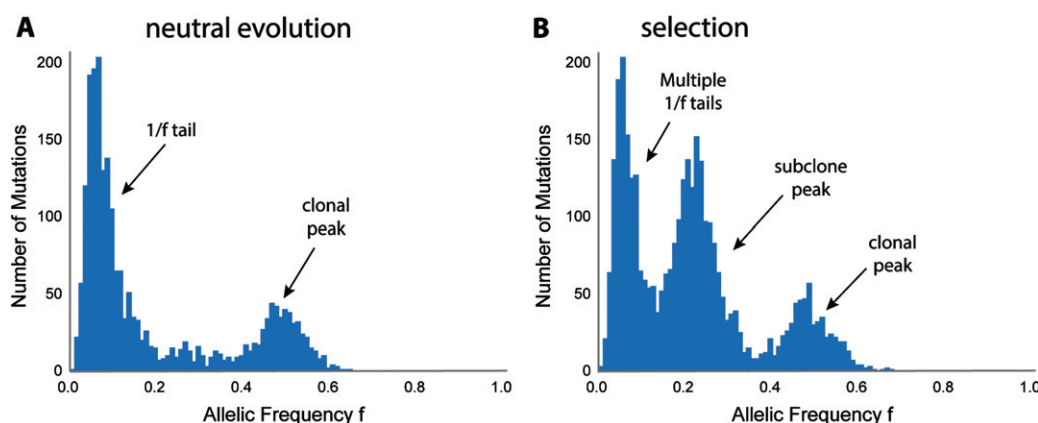 A neutral evolution
200
150
100
50
0
Number of Mutations
1/f tail
clonal
peak
0.0 0.2 0.4 0.6 0.8 1.0
Allelic Frequency f
B selection
200
150
100
50
0
Number of Mutations
Multiple
1/f tails
subclone
peak
clonal
peak
0.0 0.2 0.4 0.6 0.8 1.0
Allelic Frequency f